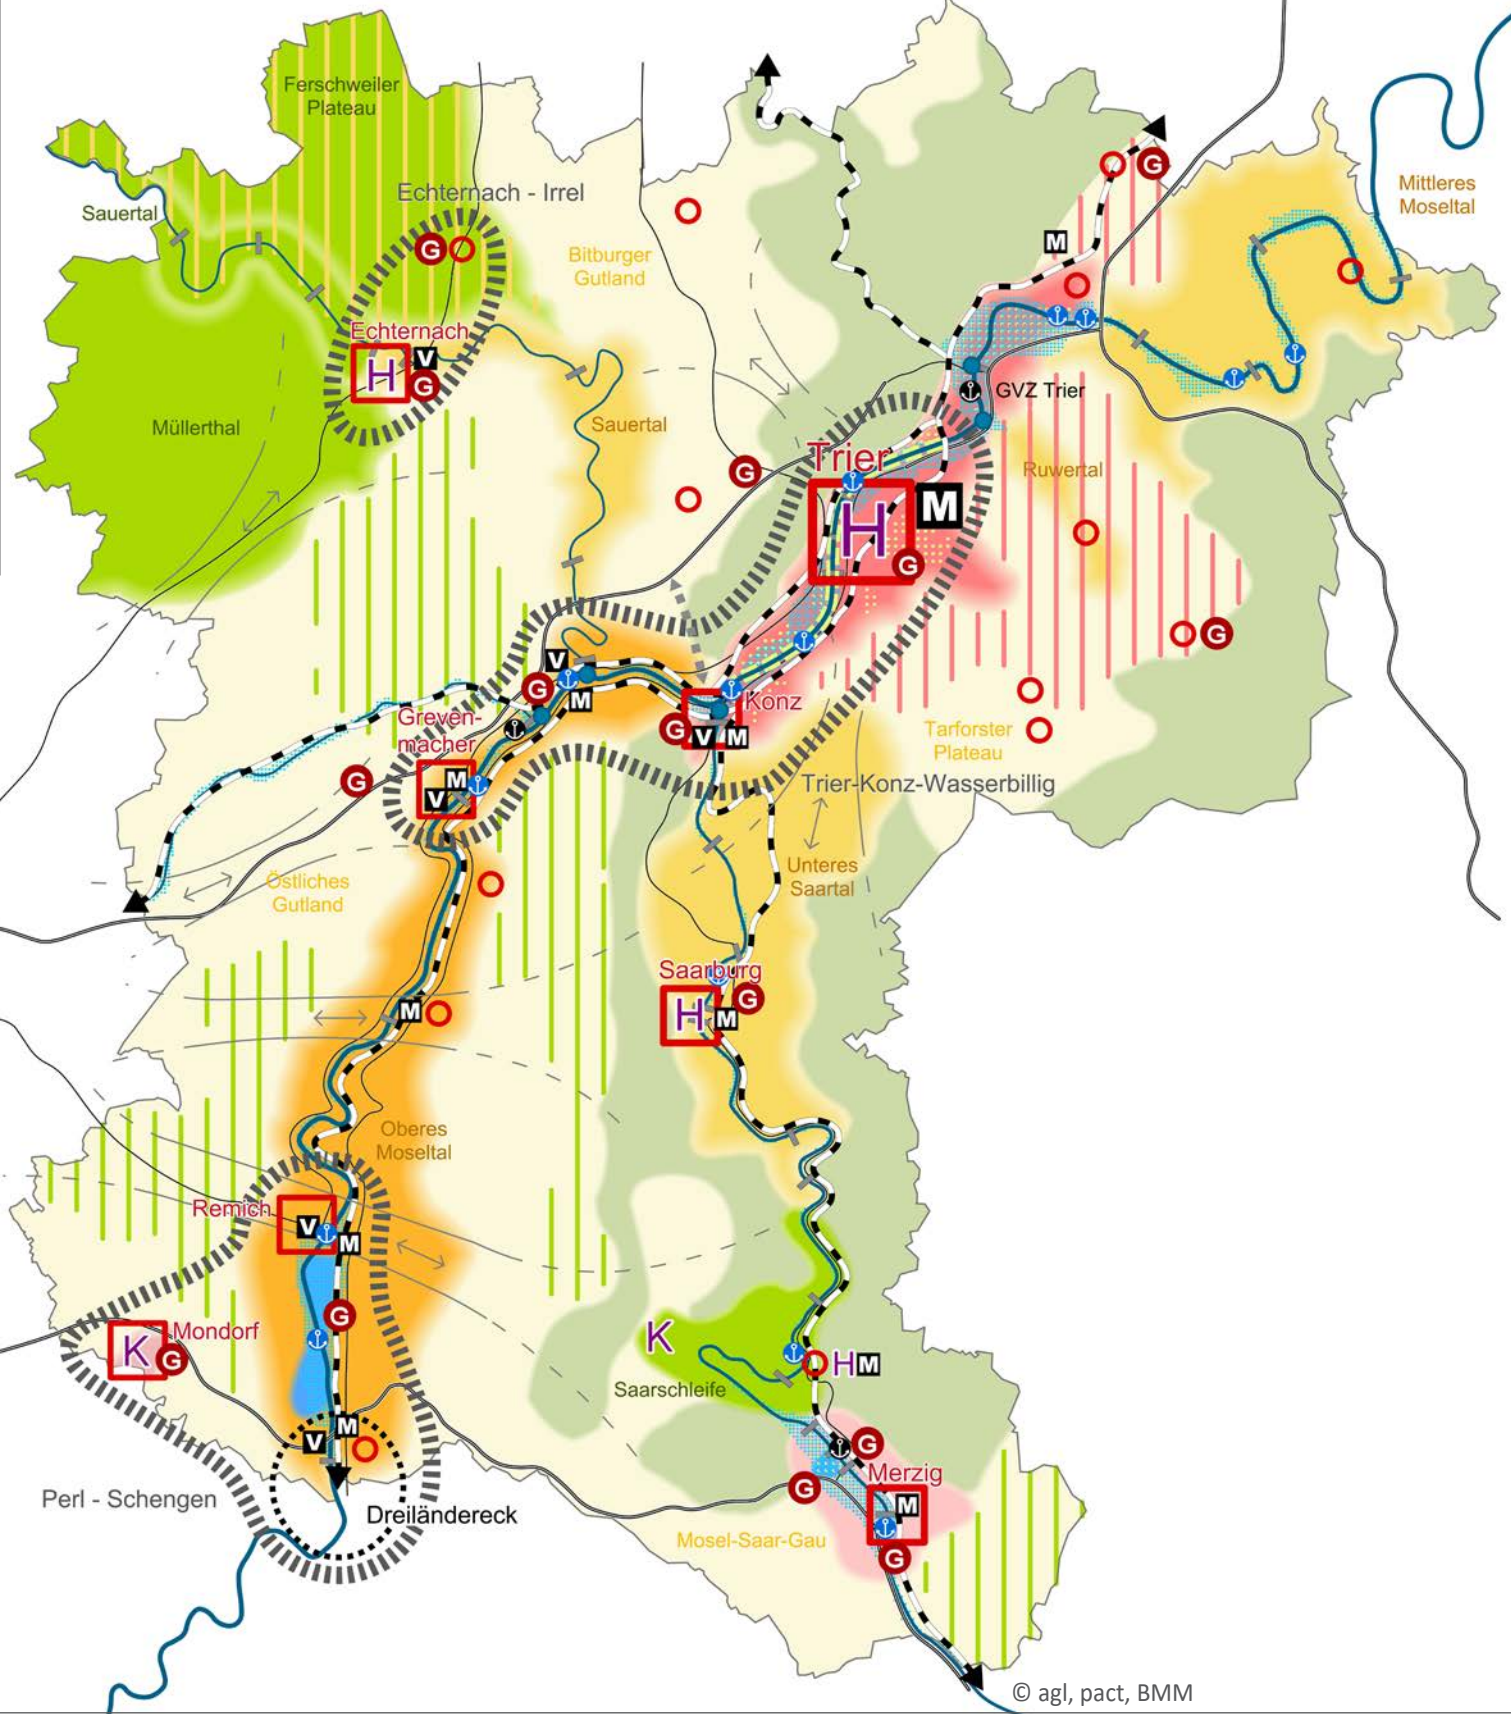 Ferschweiler
Plateau
Sauertal
Echternach - Irrel
Mittleres
Moseltal
G
M
G
Bitburger
Gutland
Echternach
H
V
G
GVZ Trier
Müllerthal
Sauertal
Trier
G
Ruwertal
H
M
G
G
V
G
M
Konz
G
V
M
Greven-
macher
Tarforster
Plateau
G
M
V
Trier-Konz-Wasserbillig
Östliches
Gutland
Unteres
Saartal
Saarburg
H
G
M
M
Oberes
Moseltal
Remich
V
M
G
Mondorf
K
G
K
H
M
Saarschleife
M
V
G
Merzig
G
M
Perl - Schengen
Dreiländereck
Mosel-Saar-Gau
G
© agl, pact, BMM